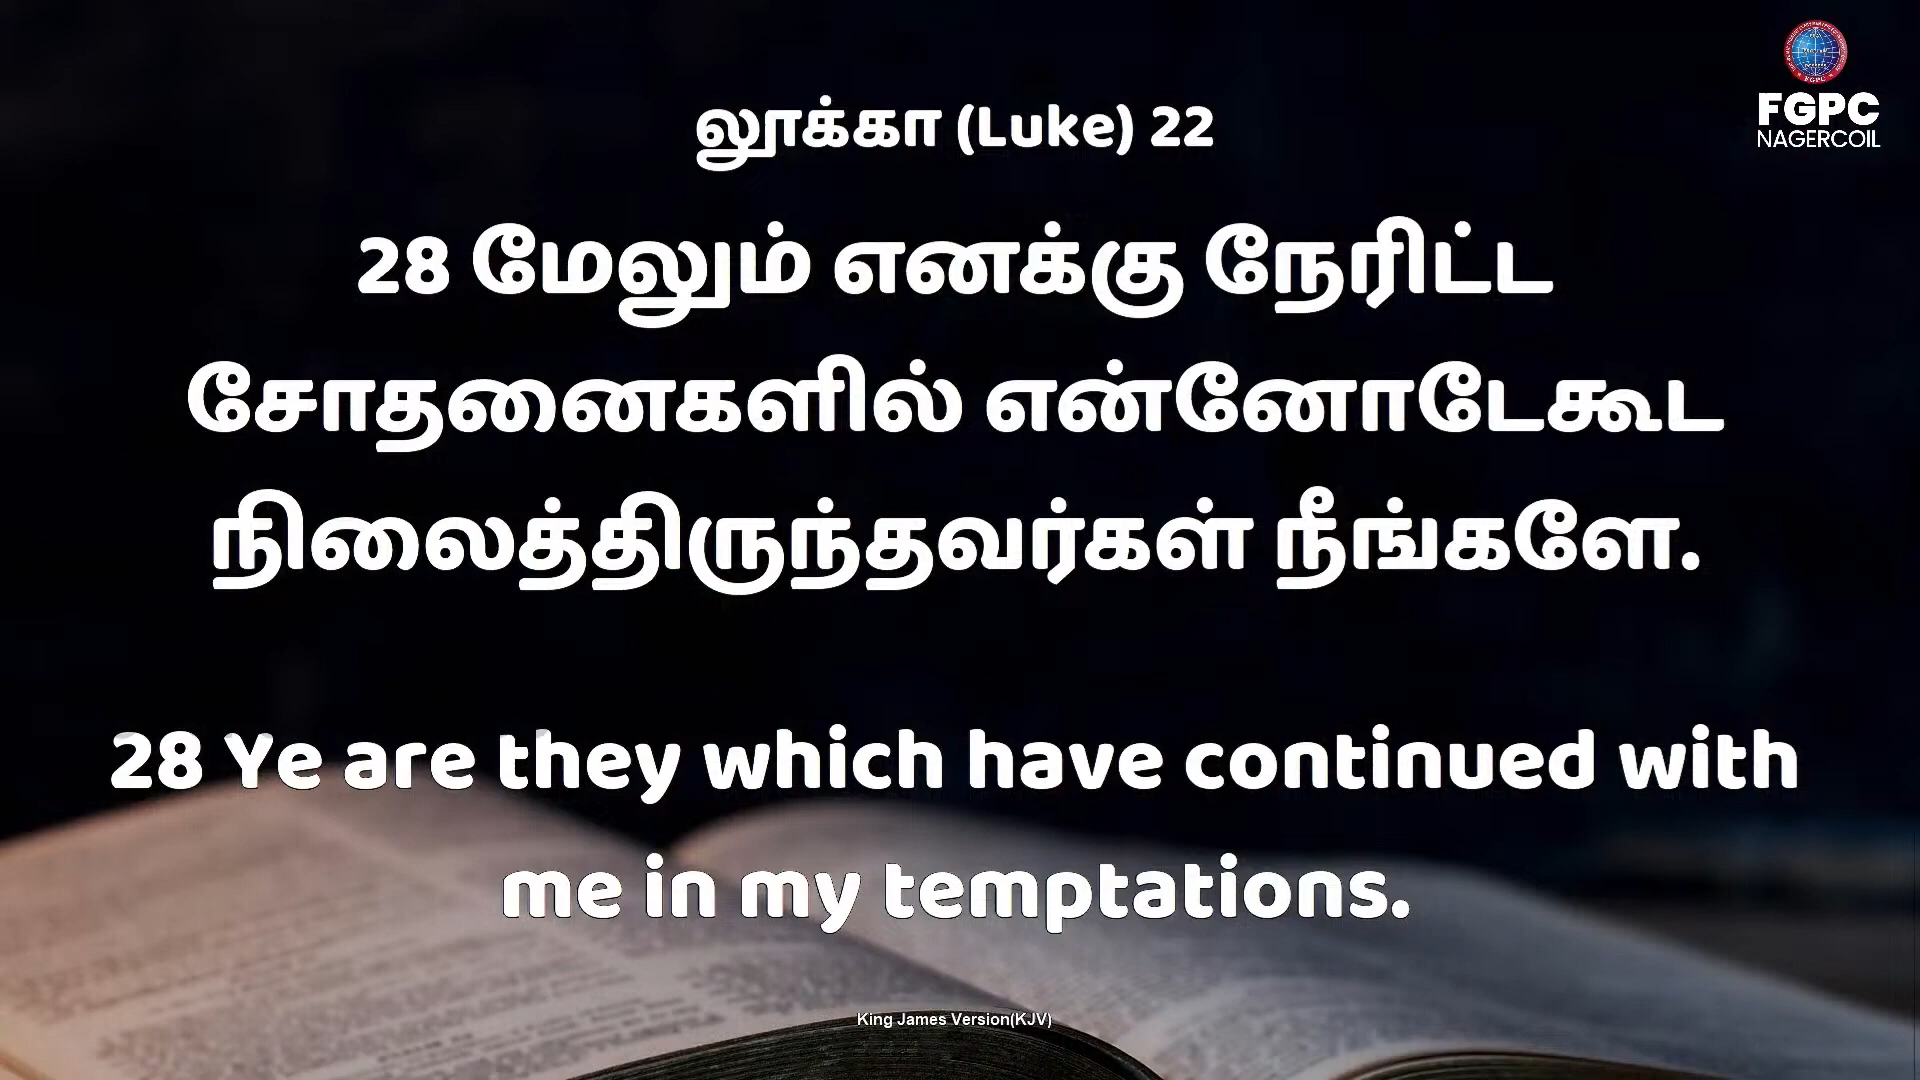 லூக்கா (Luke) 22
FGPC
NAGERCOIL
28 மேலும் எனக்கு நேரிட்ட
சோதனைகளில் என்னோடேகூட
நிலைத்திருந்தவர்கள் நீங்களே.
28 Ye are they which have continued with
me in my temptations.
King James Version(KJV)